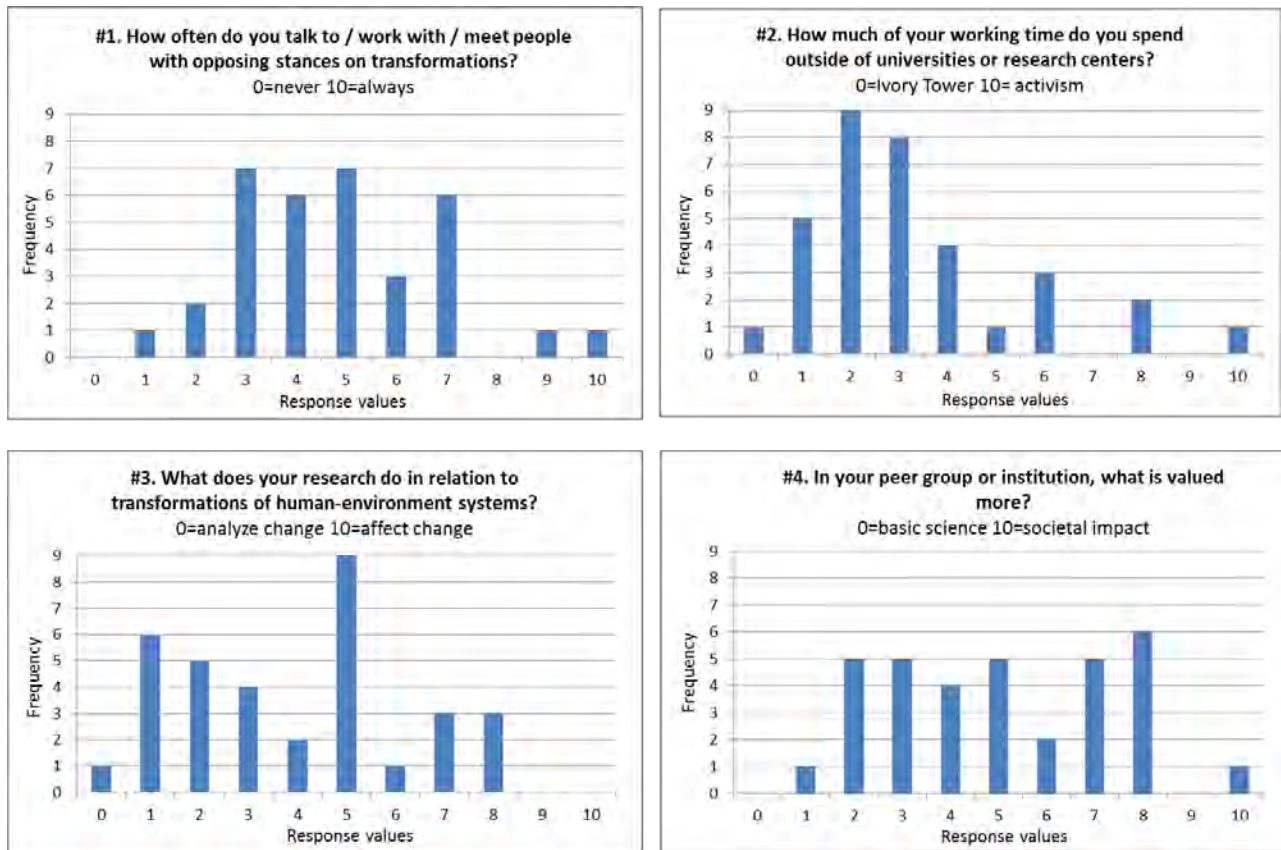 #1. How often do you talk to / work with / meet people
with opposing stances on transformations?
0=never 10=always
9
8
7
6
5
4
3
2
1
0
Frequency
0 1 2 3 4 5 6 7 8 9 10
Response values
#2. How much of your working time do you spend
outside of universities or research centers?
0=Ivory Tower 10= activism
9
8
7
6
5
4
3
2
1
0
Frequency
0 1 2 3 4 5 6 7 8 9 10
Response values
#3. What does your research do in relation to
transformations of human-environment systems?
0=analyze change 10=affect change
9
8
7
6
5
4
3
2
1
0
Frequency
0 1 2 3 4 5 6 7 8 9 10
Response values
#4. In your peer group or institution, what is valued
more?
0=basic science 10=societal impact
9
8
7
6
5
4
3
2
1
0
Frequency
0 1 2 3 4 5 6 7 8 9 10
Response values